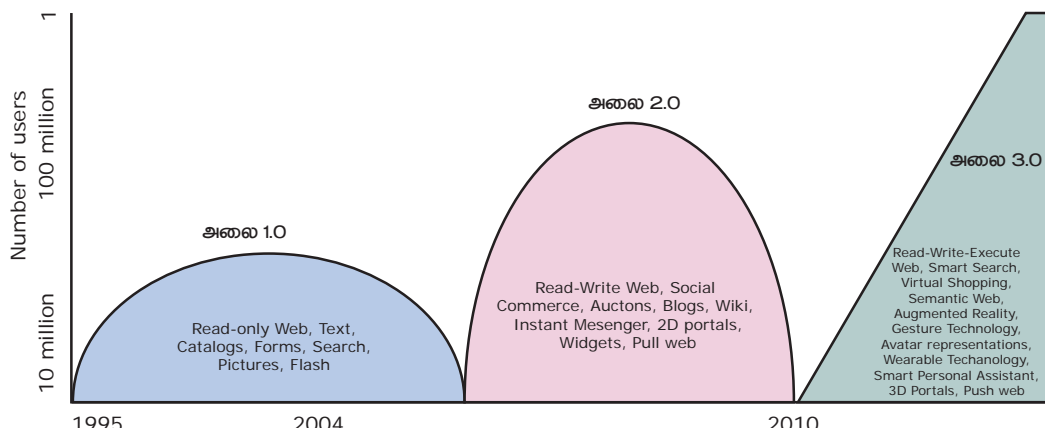 1
100 million
10 million
Number of users
அலை 1.0
Read-only Web, Text,
Catalogs, Forms, Search,
Pictures, Flash
அலை 2.0
Read-Write Web, Social
Commerce, Auctons, Blogs, Wiki,
Instant Mesenger, 2D portals,
Widgets, Pull web
அலை 3.0
Read-Write-Execute
Web, Smart Search,
Virtual Shopping,
Semantic Web,
Augmented Reality,
Gesture Technology,
Avatar representations,
Wearable Techanology,
Smart Personal Assistant,
3D Portals, Push web
1995
2004
2010